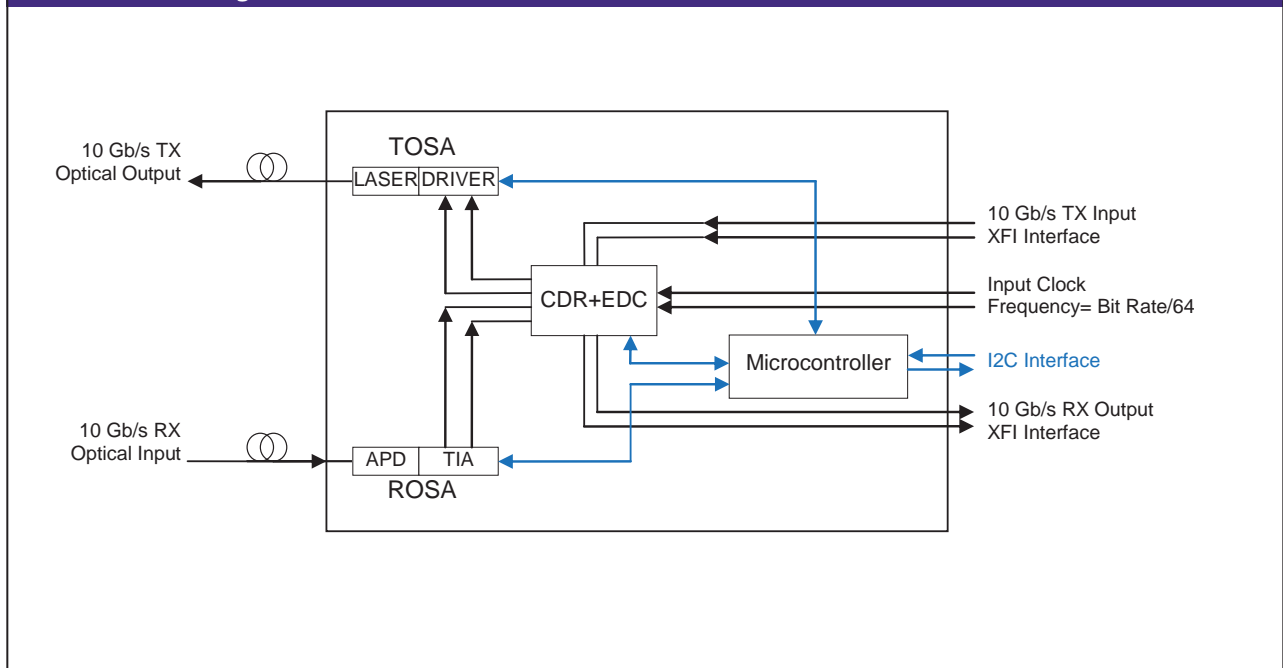 10 Gb/s TX
Optical Output
TOSA
LASER DRIVER
10 Gb/s TX Input
XFI Interface
CDR+EDC
Input Clock
Frequency= Bit Rate/64
Microcontroller
I2C Interface
10 Gb/s RX Output
XFI Interface
10 Gb/s RX
Optical Input
APD TIA
ROSA